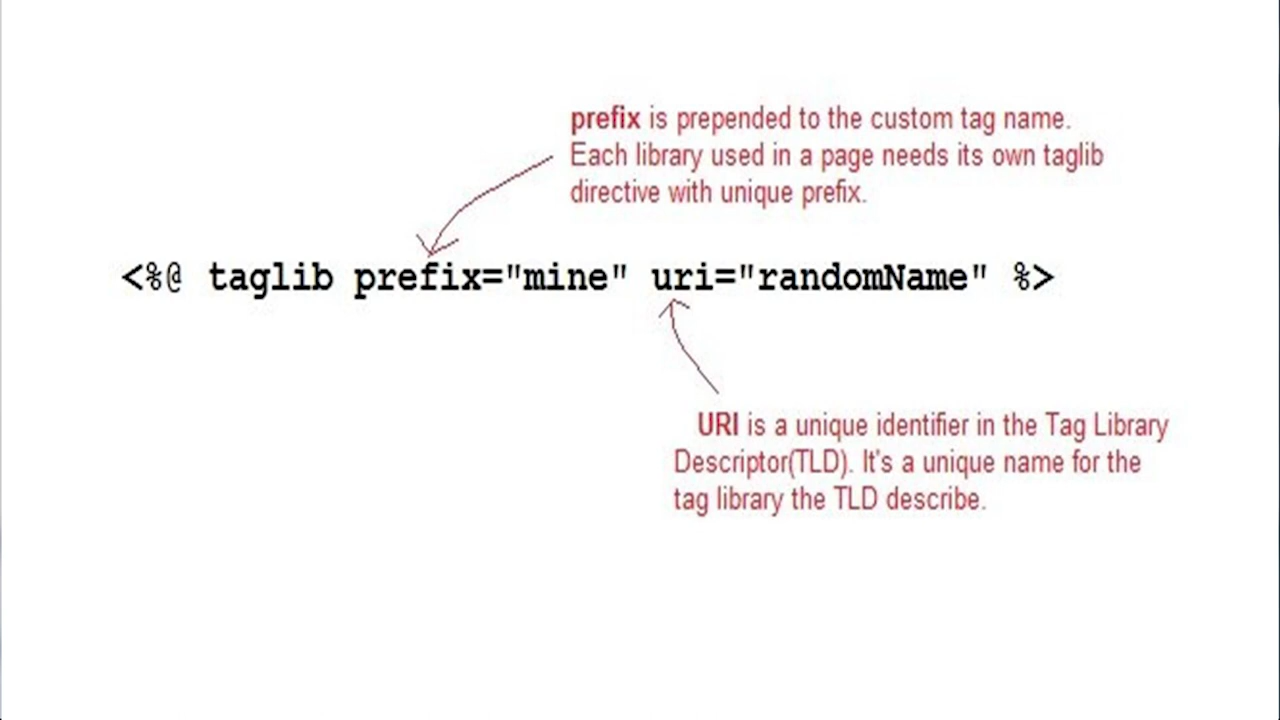 prefix is prepended to the custom tag name.
Each library used in a page needs its own taglib
directive with unique prefix.
<%@ taglib prefix="mine" uri="randomName" %>
URI is a unique identifier in the Tag Library
Descriptor(TLD). It's a unique name for the
tag library the TLD describe.